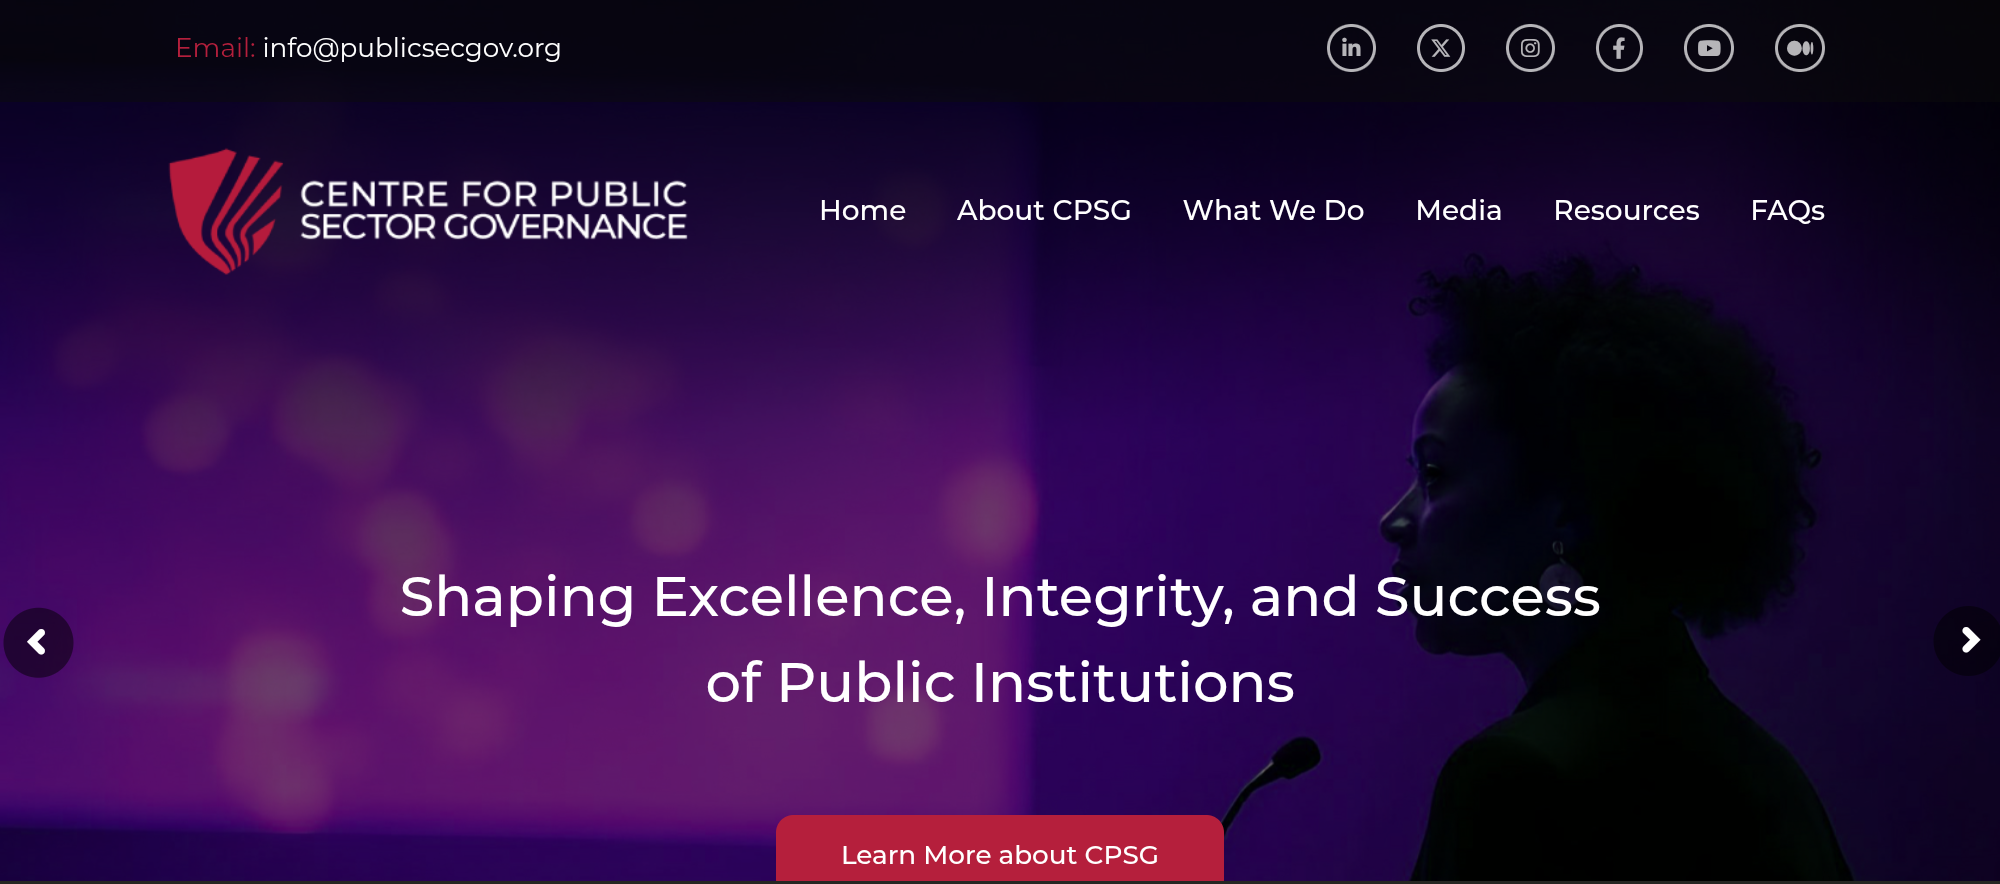 Email: info@publicsecgov.org
CENTRE FOR PUBLIC
SECTOR GOVERNANCE
Home About CPSG What We Do Media Resources FAQs
Shaping Excellence, Integrity, and Success
of Public Institutions
Learn More about CPSG